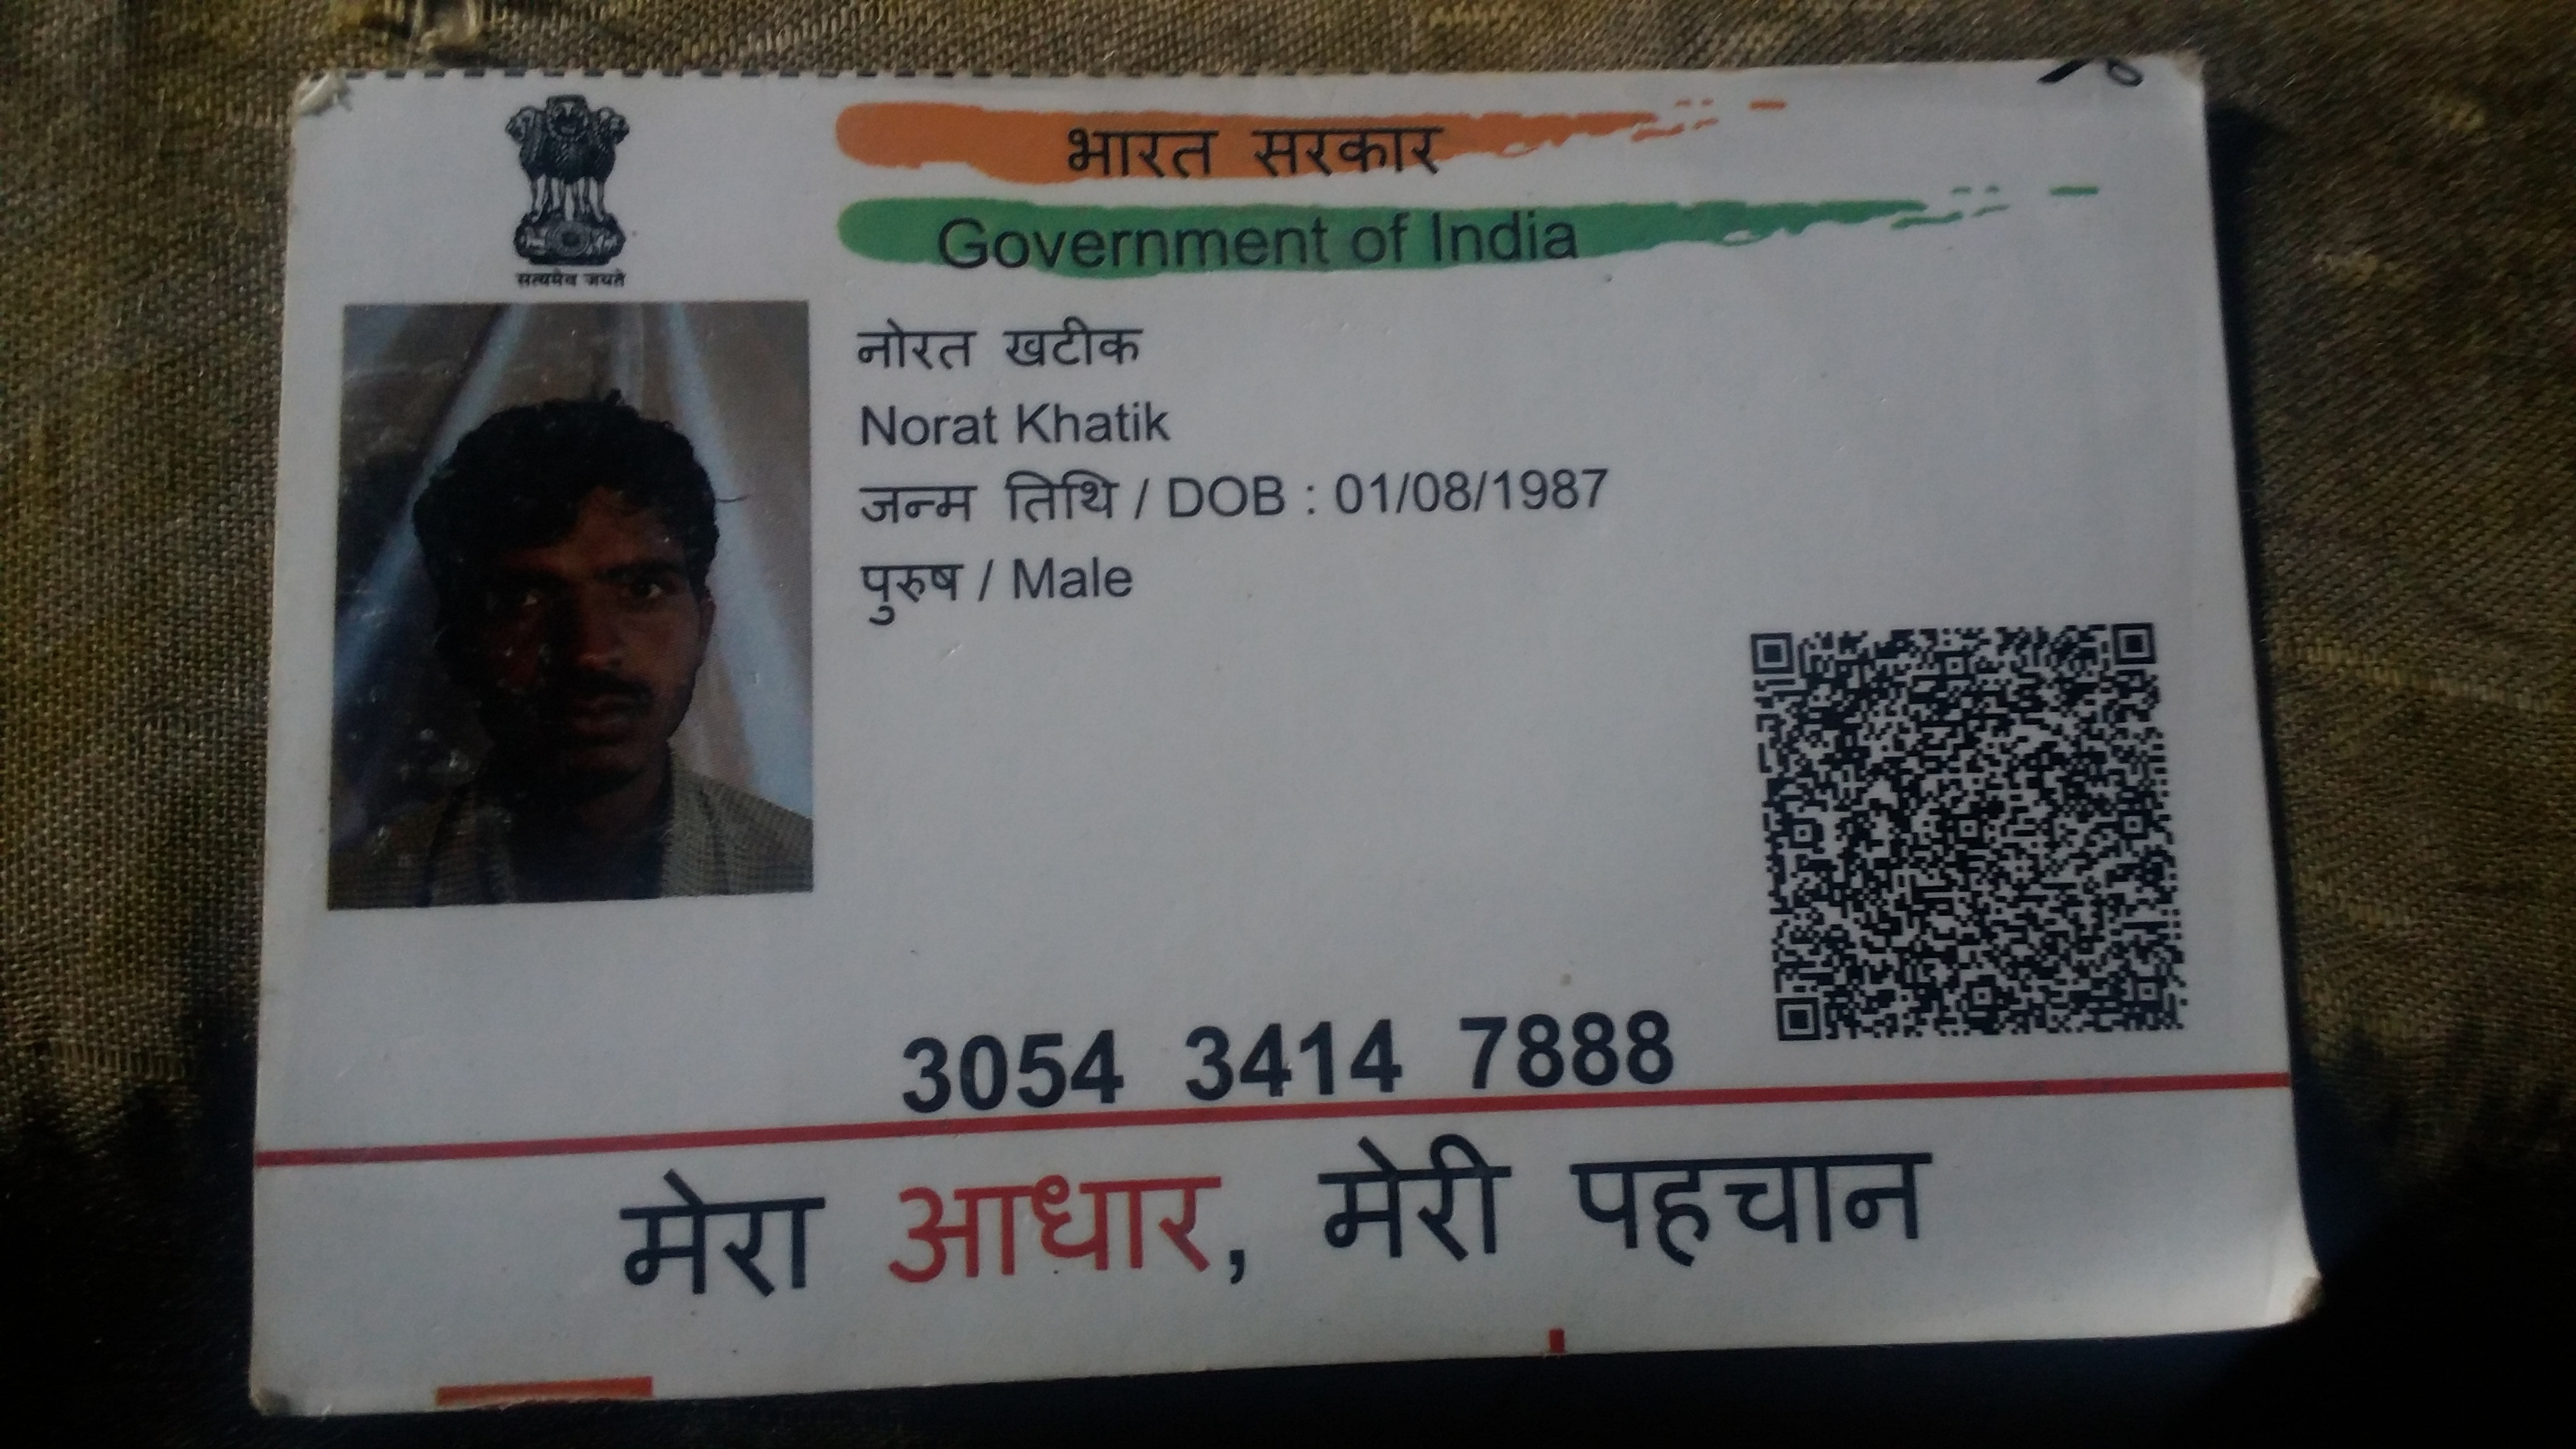 सत्यमेव जयते
भारत सरकार
Government of India
नोरत खटीक
Norat Khatik
जन्म तिथि / DOB : 01/08/1987
पुरुष / Male
3054 3414 7888
मेरा आधार, मेरी पहचान